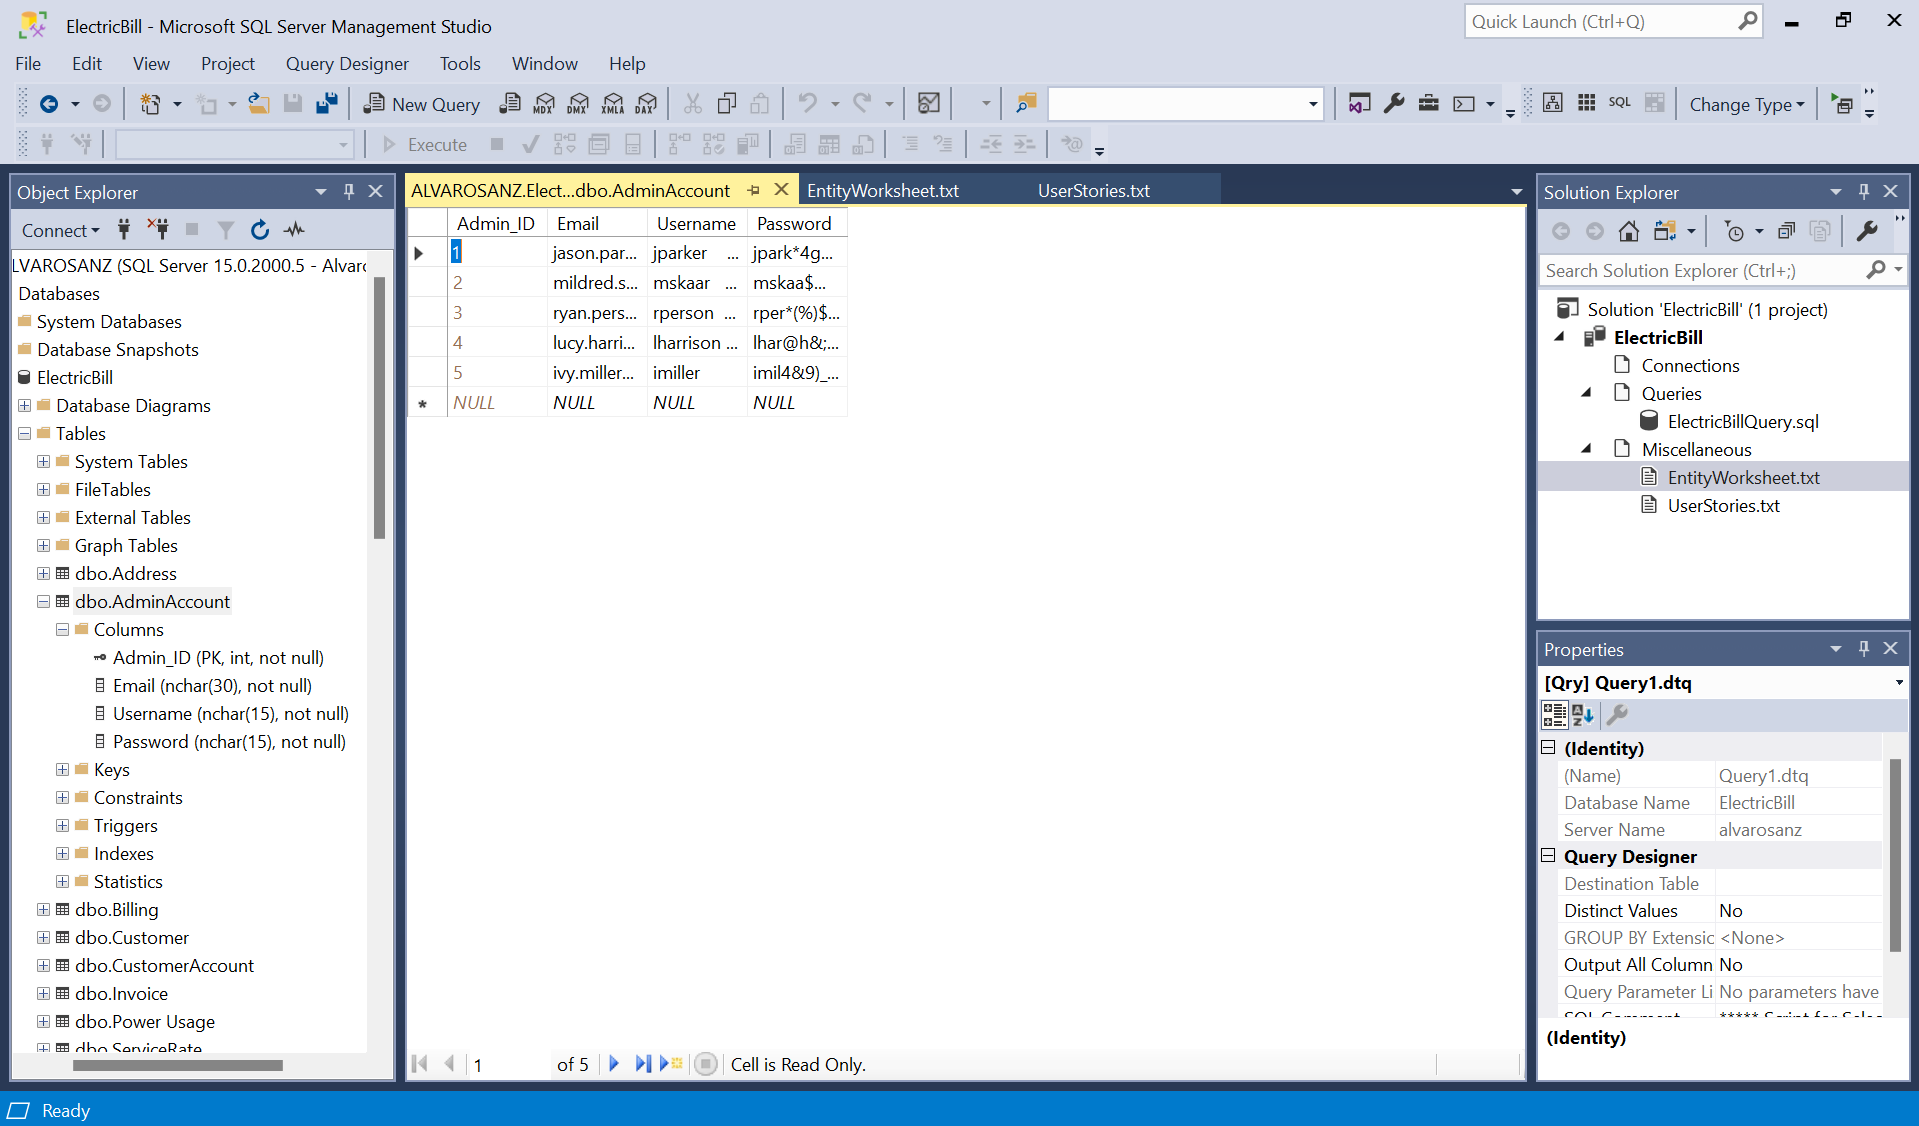 ElectricBill - Microsoft SQL Server Management Studio
Quick Launch (Ctrl+Q)
File Edit View Project Query Designer Tools Window Help
New Query MDX DMX XMLA DAX SQL Change Type
Execute
Object Explorer
Connect
LVAROSANZ (SQL Server 15.0.2000.5 - Alvaro
Databases
System Databases
Database Snapshots
ElectricBill
Database Diagrams
Tables
System Tables
FileTables
External Tables
Graph Tables
dbo.Address
dbo.AdminAccount
Columns
Admin_ID (PK, int, not null)
Email (nchar(30), not null)
Username (nchar(15), not null)
Password (nchar(15), not null)
Keys
Constraints
Triggers
Indexes
Statistics
dbo.Billing
dbo.Customer
dbo.CustomerAccount
dbo.Invoice
dbo.Power Usage
dbo.ServiceRate
ALVAROSANZ.Elect...dbo.AdminAccount EntityWorksheet.txt UserStories.txt
Admin_ID Email Username Password
1 jason.par... jparker ... jpark*4g...
2 mildred.s... mskaar ... mskaa$...
3 ryan.pers... rperson ... rper*(%)$...
4 lucy.harri... lharrison ... lhar@h&;...
5 ivy.miller... imiller imil4&9)_...
* NULL NULL NULL NULL
1 of 5 Cell is Read Only.
Solution Explorer
Search Solution Explorer (Ctrl+;)
Solution 'ElectricBill' (1 project)
ElectricBill
Connections
Queries
ElectricBillQuery.sql
Miscellaneous
EntityWorksheet.txt
UserStories.txt
Properties
[Qry] Query1.dtq
(Identity)
(Name) Query1.dtq
Database Name ElectricBill
Server Name alvarosanz
Query Designer
Destination Table
Distinct Values No
GROUP BY Extensic <None>
Output All Column No
Query Parameter Li No parameters have
SQL Comment ***** Script for Selec
(Identity)
Ready